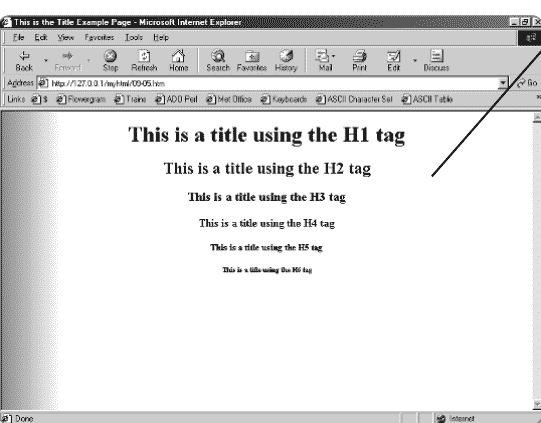 This is the Title Example Page - Microsoft Internet Explorer
File Edit View Favorites Tools Help
Back Forward Stop Refresh Home Search Favorites History Mail Print Edit Discuss
Address http://127.0.0.1/myhtml/09-05.htm Go
Links Flowergram Trains ADO Perl Met Office Keyboards ASCII Character Set ASCII Table
This is a title using the H1 tag
This is a title using the H2 tag
This is a title using the H3 tag
This is a title using the H4 tag
This is a title using the H5 tag
This is a title using the H6 tag
Done Internet